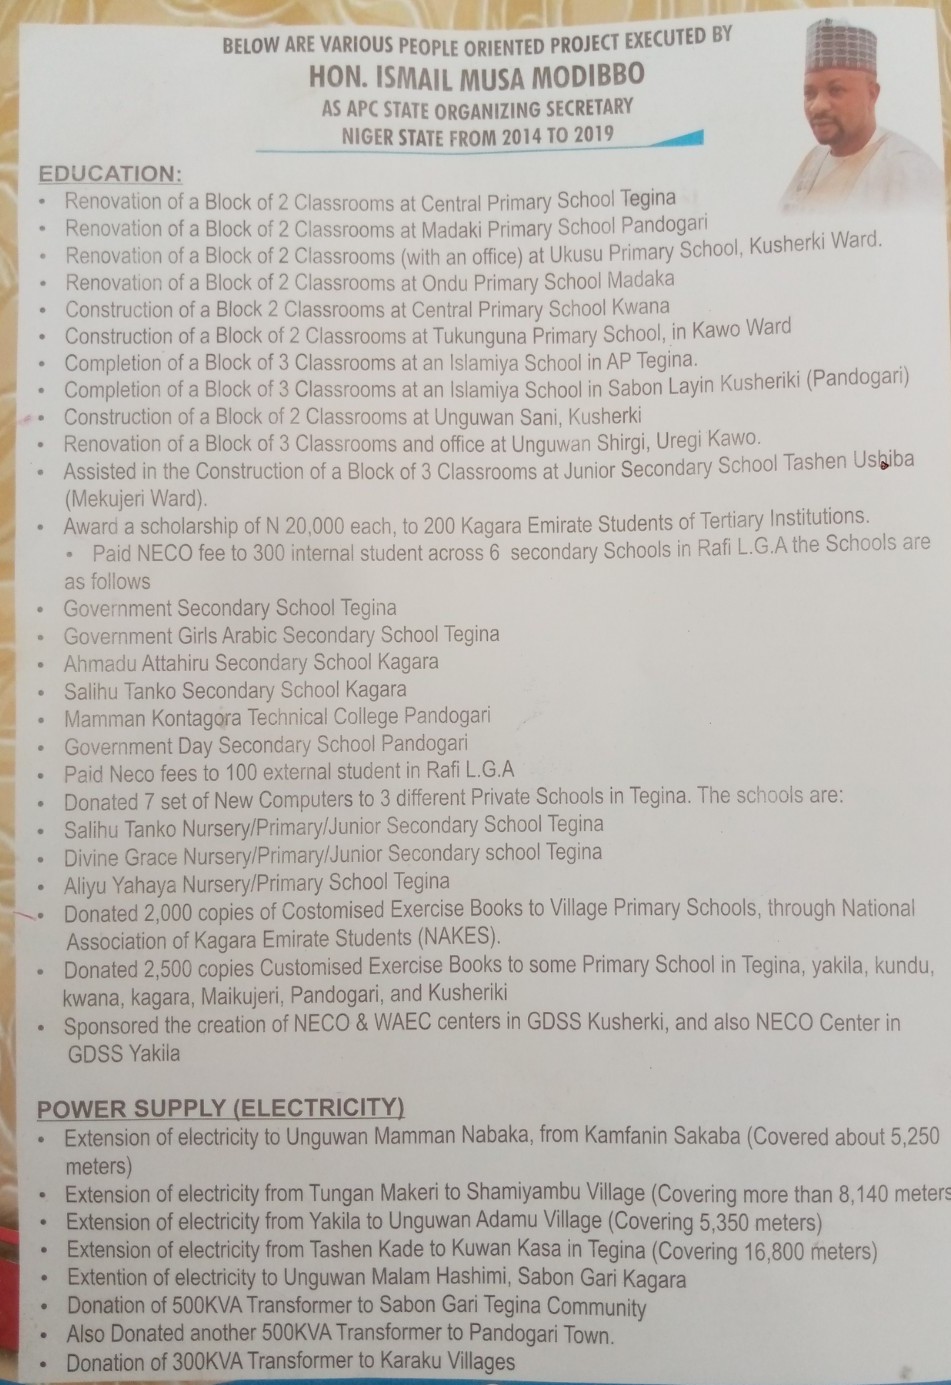 BELOW ARE VARIOUS PEOPLE ORIENTED PROJECT EXECUTED BY
HON. ISMAIL MUSA MODIBBO
AS APC STATE ORGANIZING SECRETARY
NIGER STATE FROM 2014 TO 2019
EDUCATION:
• Renovation of a Block of 2 Classrooms at Central Primary School Tegina
• Renovation of a Block of 2 Classrooms at Madaki Primary School Pandogari
• Renovation of a Block of 2 Classrooms (with an office) at Ukusu Primary School, Kusherki Ward.
• Renovation of a Block of 2 Classrooms at Ondu Primary School Madaka
• Construction of a Block 2 Classrooms at Central Primary School Kwana
• Construction of a Block of 2 Classrooms at Tukunguna Primary School, in Kawo Ward
• Completion of a Block of 3 Classrooms at an Islamiya School in AP Tegina.
• Completion of a Block of 3 Classrooms at an Islamiya School in Sabon Layin Kusheriki (Pandogari)
• Construction of a Block of 2 Classrooms at Unguwan Sani, Kusherki
• Renovation of a Block of 3 Classrooms and office at Unguwan Shirgi, Uregi Kawo.
• Assisted in the Construction of a Block of 3 Classrooms at Junior Secondary School Tashen Ushiba
(Mekujeri Ward).
• Award a scholarship of N 20,000 each, to 200 Kagara Emirate Students of Tertiary Institutions.
• Paid NECO fee to 300 internal student across 6 secondary Schools in Rafi L.G.A the Schools are
as follows
• Government Secondary School Tegina
• Government Girls Arabic Secondary School Tegina
• Ahmadu Attahiru Secondary School Kagara
• Salihu Tanko Secondary School Kagara
• Mamman Kontagora Technical College Pandogari
• Government Day Secondary School Pandogari
• Paid Neco fees to 100 external student in Rafi L.G.A
• Donated 7 set of New Computers to 3 different Private Schools in Tegina. The schools are:
• Salihu Tanko Nursery/Primary/Junior Secondary School Tegina
• Divine Grace Nursery/Primary/Junior Secondary school Tegina
• Aliyu Yahaya Nursery/Primary School Tegina
• Donated 2,000 copies of Costomised Exercise Books to Village Primary Schools, through National
Association of Kagara Emirate Students (NAKES).
• Donated 2,500 copies Customised Exercise Books to some Primary School in Tegina, yakila, kundu,
kwana, kagara, Maikujeri, Pandogari, and Kusheriki
• Sponsored the creation of NECO & WAEC centers in GDSS Kusherki, and also NECO Center in
GDSS Yakila
POWER SUPPLY (ELECTRICITY)
• Extension of electricity to Unguwan Mamman Nabaka, from Kamfanin Sakaba (Covered about 5,250
meters)
• Extension of electricity from Tungan Makeri to Shamiyambu Village (Covering more than 8,140 meters
• Extension of electricity from Yakila to Unguwan Adamu Village (Covering 5,350 meters)
• Extension of electricity from Tashen Kade to Kuwan Kasa in Tegina (Covering 16,800 meters)
• Extention of electricity to Unguwan Malam Hashimi, Sabon Gari Kagara
• Donation of 500KVA Transformer to Sabon Gari Tegina Community
• Also Donated another 500KVA Transformer to Pandogari Town.
• Donation of 300KVA Transformer to Karaku Villages